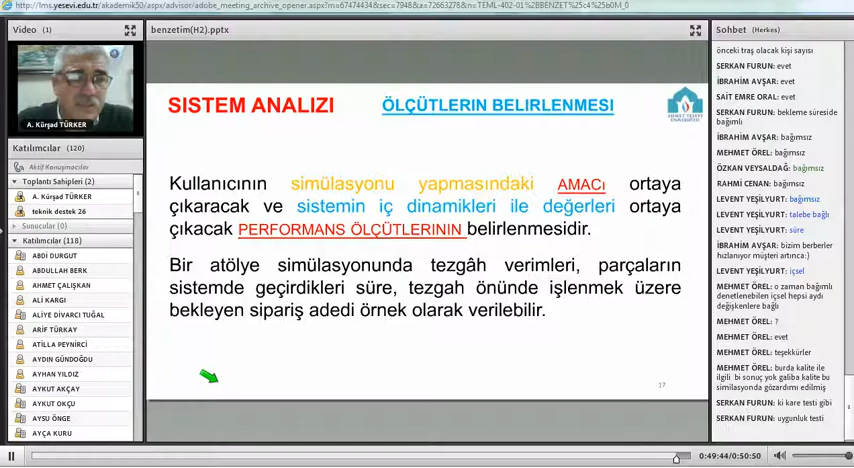 http://lms.yesevi.edu.tr/akademik50/aspx/advisor/adobe_meeting_archive_opener.aspx?m=67474434&sec=7948&a=72663278&n=TEML-402-01%2BBENZET%25c4%25b0M_0
Video (1)
A. Kürşad TÜRKER
Katılımcılar (120)
Aktif Konuşmacılar
Toplantı Sahipleri (2)
A. Kürşad TÜRKER
teknik destek 26
Sunucular (0)
Katılımcılar (118)
ABDİ DURGUT
ABDULLAH BERK
AHMET ÇALIŞKAN
ALİ KARGI
ALİYE DİVARCI TUĞAL
ARİF TÜRKAY
ATİLLA PEYNİRCİ
AYDIN GÜNDOĞDU
AYHAN YILDIZ
AYKUT AKÇAY
AYKUT OKÇU
AYSU ÖNGE
AYÇA KURU
benzetim(H2).pptx
SISTEM ANALIZI
ÖLÇÜTLERIN BELIRLENMESI
AHMET YESEVİ
ÜNİVERSİTESİ
Kullanıcının simülasyonu yapmasındaki AMACı ortaya
çıkaracak ve sistemin iç dinamikleri ile değerleri ortaya
çıkacak PERFORMANS ÖLÇÜTLERININ belirlenmesidir.
Bir atölye simülasyonunda tezgâh verimleri, parçaların
sistemde geçirdikleri süre, tezgah önünde işlenmek üzere
bekleyen sipariş adedi örnek olarak verilebilir.
17
Sohbet (Herkes)
önceki traş olacak kişi sayısı
SERKAN FURUN: evet
İBRAHİM AVŞAR: evet
SAİT EMRE ORAL: evet
SERKAN FURUN: bekleme süreside
bağımlı
İBRAHİM AVŞAR: bağımsız
MEHMET ÖREL: bağımsız
ÖZKAN VEYSALDAĞ: bağımsız
RAHMİ CENAN: bağımsız
LEVENT YEŞİLYURT: bağımsız
LEVENT YEŞİLYURT: talebe bağlı
LEVENT YEŞİLYURT: süre
İBRAHİM AVŞAR: bizim berberler
hızlanıyor müşteri artınca:)
LEVENT YEŞİLYURT: içsel
MEHMET ÖREL: o zaman bağımlı
denetlenebilen içsel hepsi aydı
değişkenlere bağlı
MEHMET ÖREL: ?
MEHMET ÖREL: evet
MEHMET ÖREL: teşekkürler
MEHMET ÖREL: burda kalite ile
ilgili bi sonuç yok galiba kalite bu
similasyonda gözardımı edilmiş
SERKAN FURUN: ki kare testi gibi
SERKAN FURUN: uygunluk testi
0:49:44/0:50:50